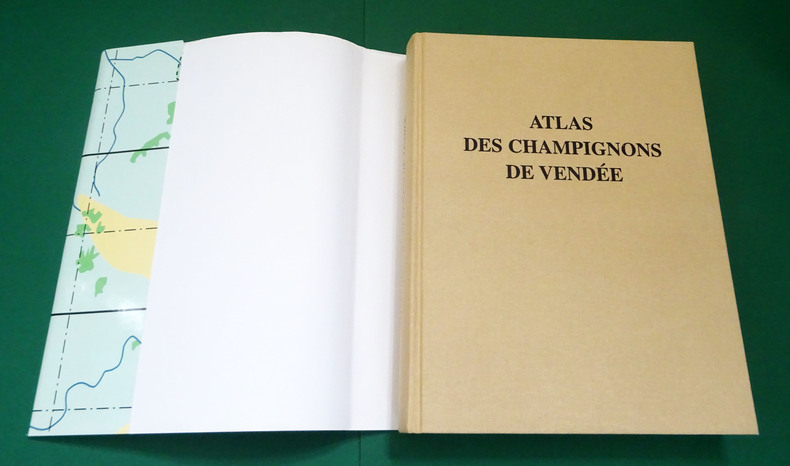 ATLAS
DES CHAMPIGNONS
DE VENDÉE